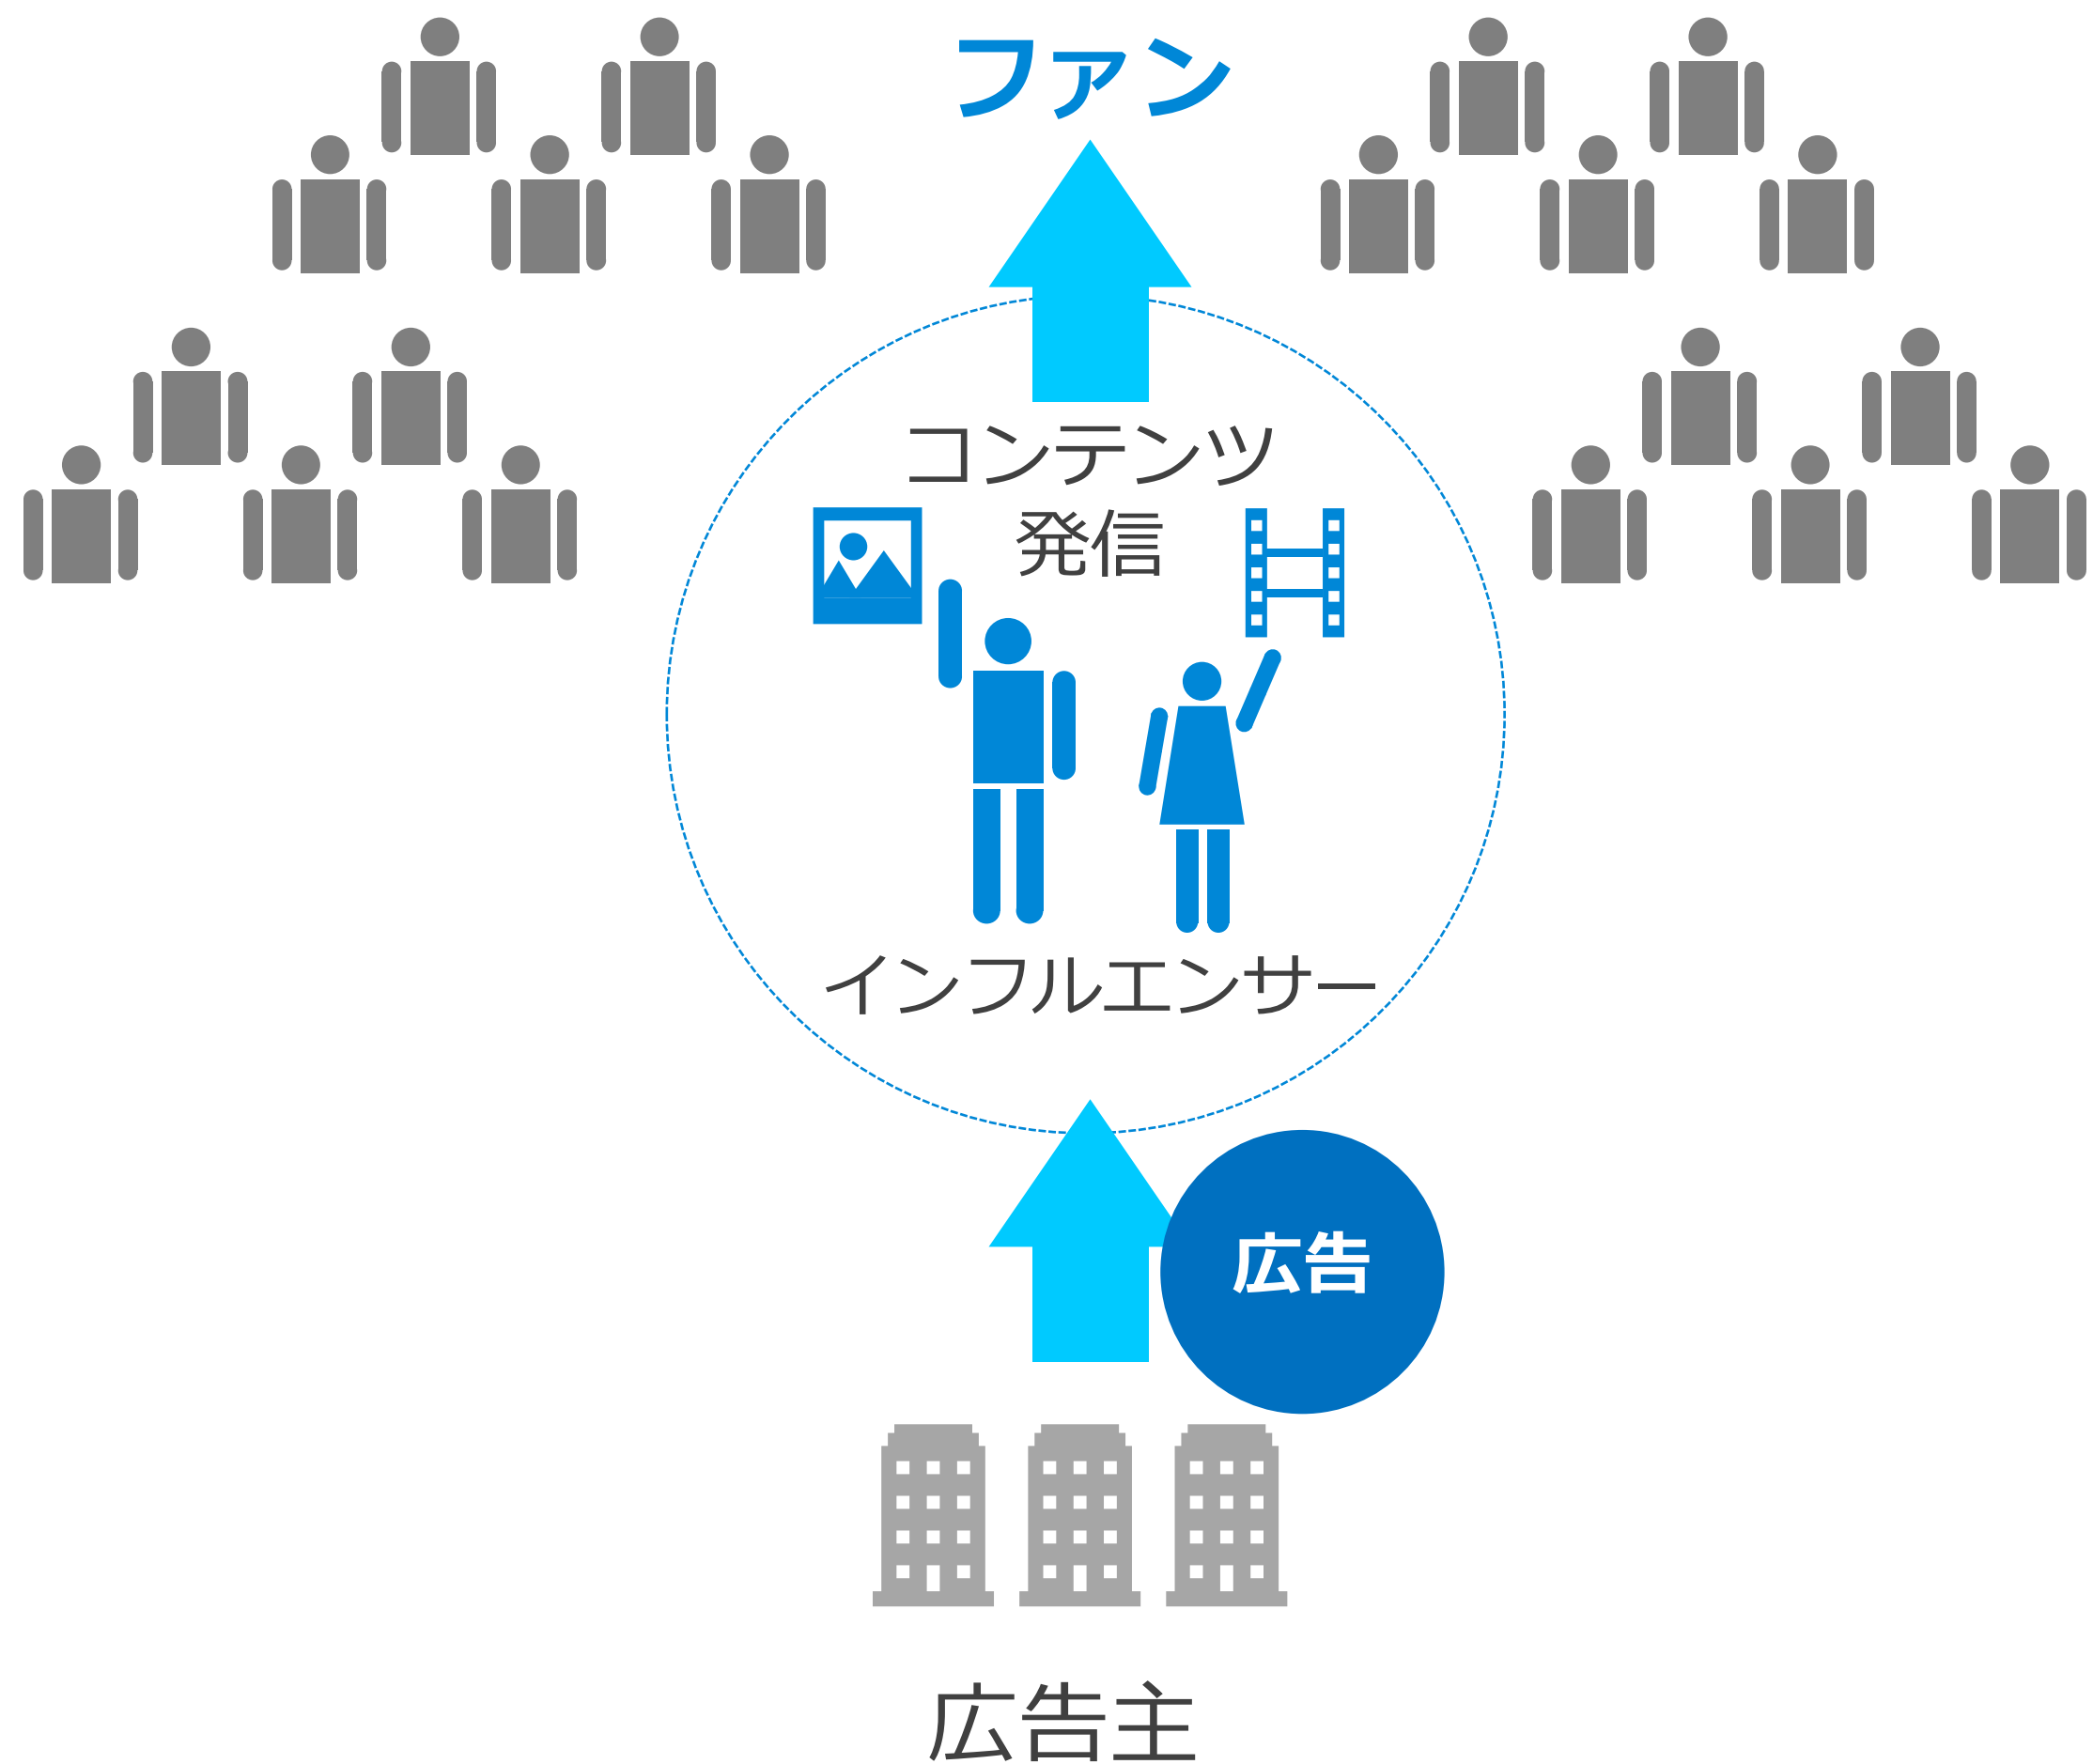 ファン
コンテンツ
発信
インフルエンサー
広告
広告主